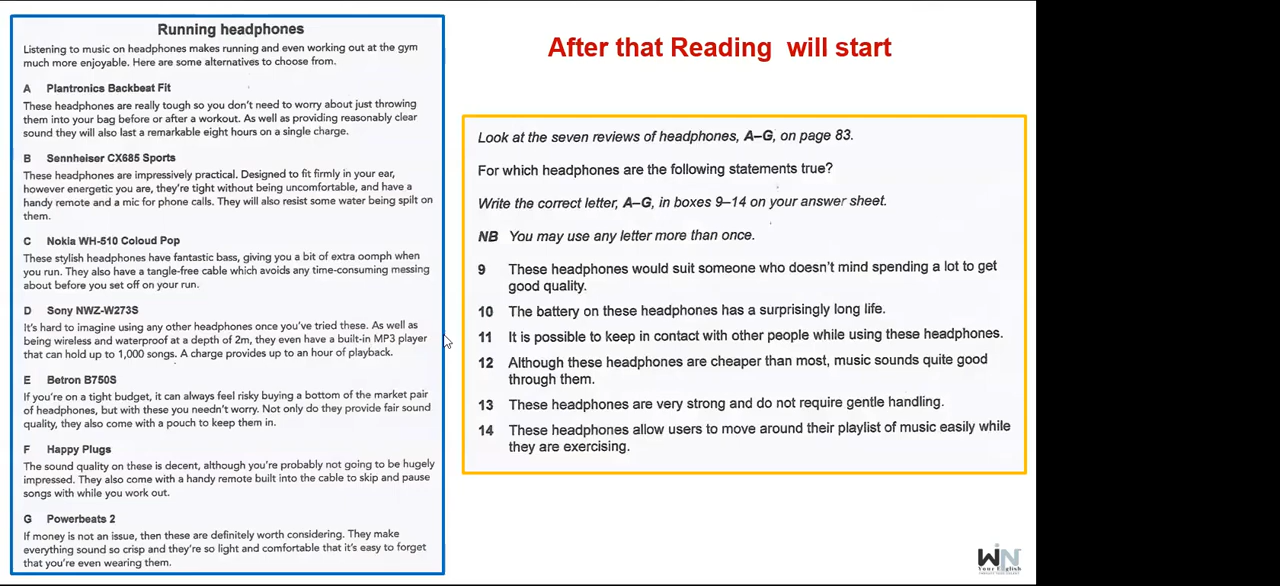 Running headphones
Listening to music on headphones makes running and even working out at the gym
much more enjoyable. Here are some alternatives to choose from.
A Plantronics Backbeat Fit
These headphones are really tough so you don't need to worry about just throwing
them into your bag before or after a workout. As well as providing reasonably clear
sound they will also last a remarkable eight hours on a single charge.
B Sennheiser CX685 Sports
These headphones are impressively practical. Designed to fit firmly in your ear,
however energetic you are, they're tight without being uncomfortable, and have a
handy remote and a mic for phone calls. They will also resist some water being spilt on
them.
C Nokia WH-510 Coloud Pop
These stylish headphones have fantastic bass, giving you a bit of extra oomph when
you run. They also have a tangle-free cable which avoids any time-consuming messing
about before you set off on your run.
D Sony NWZ-W273S
It's hard to imagine using any other headphones once you've tried these. As well as
being wireless and waterproof at a depth of 2m, they even have a built-in MP3 player
that can hold up to 1,000 songs. A charge provides up to an hour of playback.
E Betron B750S
If you're on a tight budget, it can always feel risky buying a bottom of the market pair
of headphones, but with these you needn't worry. Not only do they provide fair sound
quality, they also come with a pouch to keep them in.
F Happy Plugs
The sound quality on these is decent, although you're probably not going to be hugely
impressed. They also come with a handy remote built into the cable to skip and pause
songs with while you work out.
G Powerbeats 2
If money is not an issue, then these are definitely worth considering. They make
everything sound so crisp and they're so light and comfortable that it's easy to forget
that you're even wearing them.
After that Reading will start
Look at the seven reviews of headphones, A–G, on page 83.
For which headphones are the following statements true?
Write the correct letter, A–G, in boxes 9–14 on your answer sheet.
NB You may use any letter more than once.
9 These headphones would suit someone who doesn't mind spending a lot to get
good quality.
10 The battery on these headphones has a surprisingly long life.
11 It is possible to keep in contact with other people while using these headphones.
12 Although these headphones are cheaper than most, music sounds quite good
through them.
13 These headphones are very strong and do not require gentle handling.
14 These headphones allow users to move around their playlist of music easily while
they are exercising.
WIN
Your English